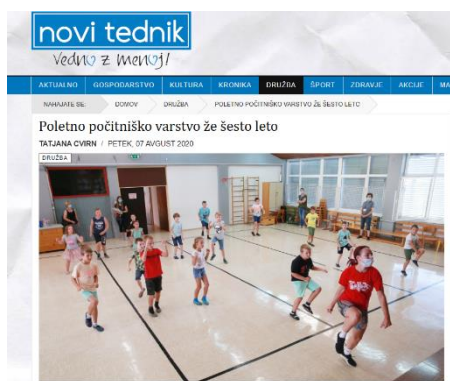 novi tednik
Vedno z menoj!
AKTUALNO GOSPODARSTVO KULTURA KRONIKA DRUŽBA ŠPORT ZDRAVJE AKCIJE
NAHAJATE SE: DOMOV DRUŽBA POLETNO POČITNIŠKO VARSTVO ŽE ŠESTO LETO
Poletno počitniško varstvo že šesto leto
TATJANA CVIRN / PETEK, 07 AVGUST 2020
DRUŽBA